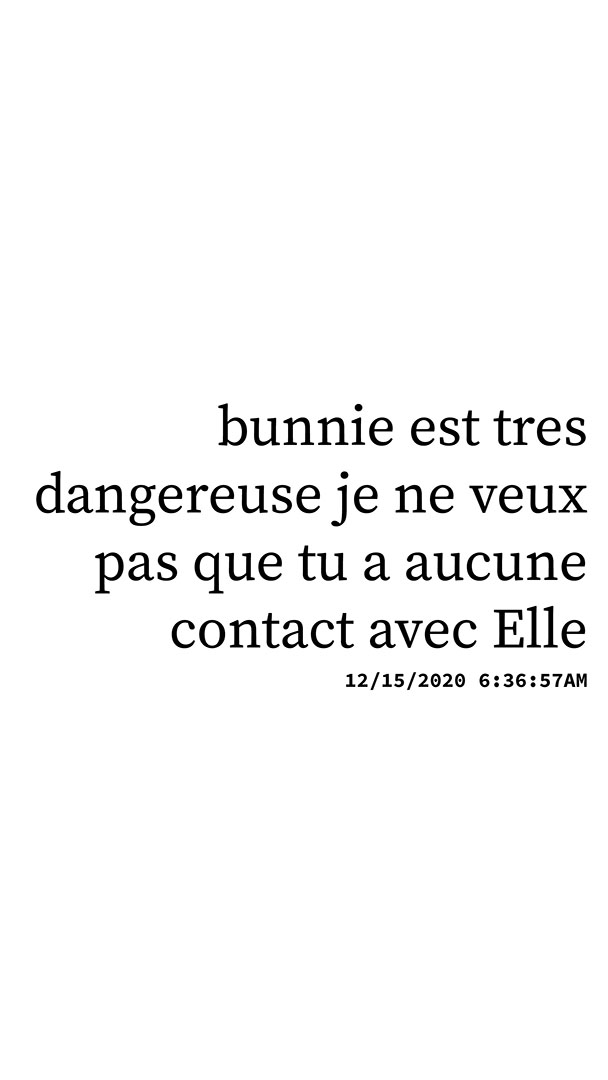 bunnie est tres
dangereuse je ne veux
pas que tu a aucune
contact avec Elle
12/15/2020 6:36:57AM